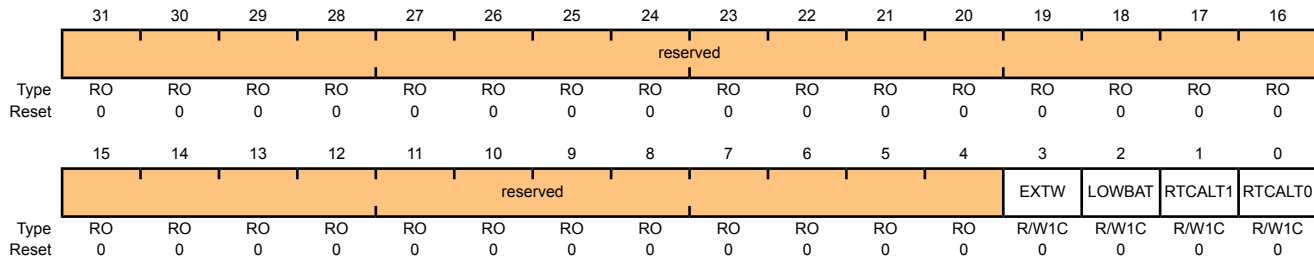 31 30 29 28 27 26 25 24 23 22 21 20 19 18 17 16
reserved
Type RO RO RO RO RO RO RO RO RO RO RO RO RO RO RO RO
Reset 0 0 0 0 0 0 0 0 0 0 0 0 0 0 0 0
15 14 13 12 11 10 9 8 7 6 5 4 3 2 1 0
reserved EXTW LOWBAT RTCALT1 RTCALT0
Type RO RO RO RO RO RO RO RO RO RO RO RO R/W1C R/W1C R/W1C R/W1C
Reset 0 0 0 0 0 0 0 0 0 0 0 0 0 0 0 0